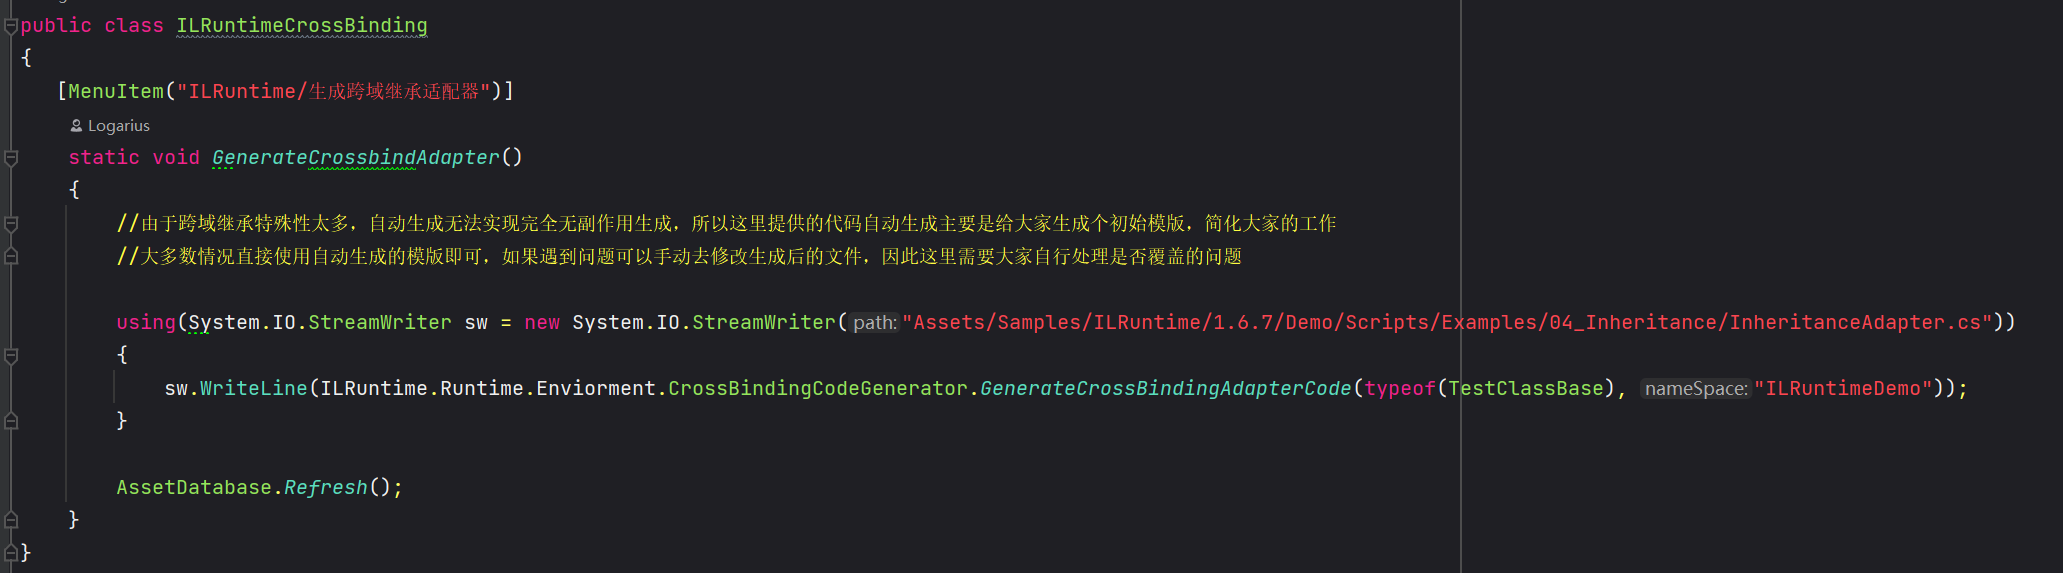 public class ILRuntimeCrossBinding
{
[MenuItem("ILRuntime/生成跨域继承适配器")]
Logarius
static void GenerateCrossbindAdapter()
{
//由于跨域继承特殊性太多，自动生成无法实现完全无副作用生成，所以这里提供的代码自动生成主要是给大家生成个初始模版，简化大家的工作
//大多数情况直接使用自动生成的模版即可，如果遇到问题可以手动去修改生成后的文件，因此这里需要大家自行处理是否覆盖的问题
using(System.IO.StreamWriter sw = new System.IO.StreamWriter(path:"Assets/Samples/ILRuntime/1.6.7/Demo/Scripts/Examples/04_Inheritance/InheritanceAdapter.cs"))
{
sw.WriteLine(ILRuntime.Runtime.Enviorment.CrossBindingCodeGenerator.GenerateCrossBindingAdapterCode(typeof(TestClassBase), nameSpace:"ILRuntimeDemo"));
}
AssetDatabase.Refresh();
}
}